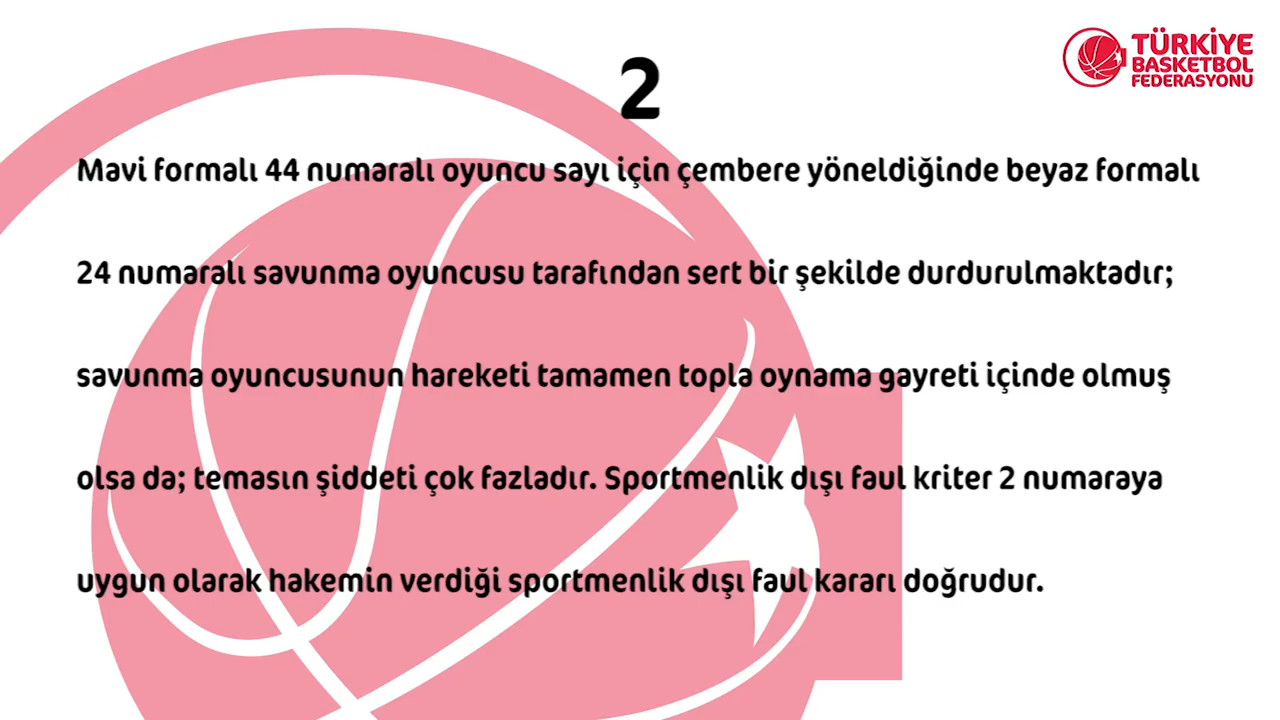 TÜRKİYE
BASKETBOL
FEDERASYONU
2
Mavi formalı 44 numaralı oyuncu sayı için çembere yöneldiğinde beyaz formalı
24 numaralı savunma oyuncusu tarafından sert bir şekilde durdurulmaktadır;
savunma oyuncusunun hareketi tamamen topla oynama gayreti içinde olmuş
olsa da; temasın şiddeti çok fazladır. Sportmenlik dışı faul kriter 2 numaraya
uygun olarak hakemin verdiği sportmenlik dışı faul kararı doğrudur.